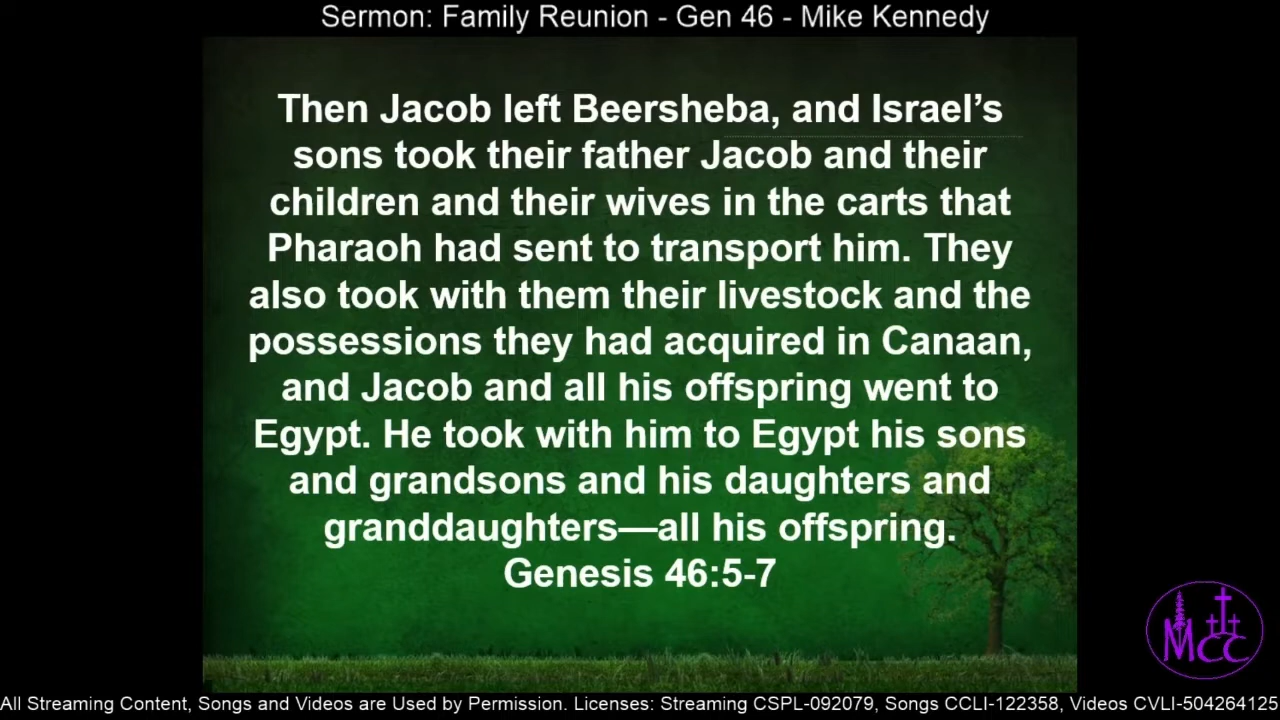 Sermon: Family Reunion - Gen 46 - Mike Kennedy
Then Jacob left Beersheba, and Israel’s
sons took their father Jacob and their
children and their wives in the carts that
Pharaoh had sent to transport him. They
also took with them their livestock and the
possessions they had acquired in Canaan,
and Jacob and all his offspring went to
Egypt. He took with him to Egypt his sons
and grandsons and his daughters and
granddaughters—all his offspring.
Genesis 46:5-7
MCC
All Streaming Content, Songs and Videos are Used by Permission. Licenses: Streaming CSPL-092079, Songs CCLI-122358, Videos CVLI-504264125